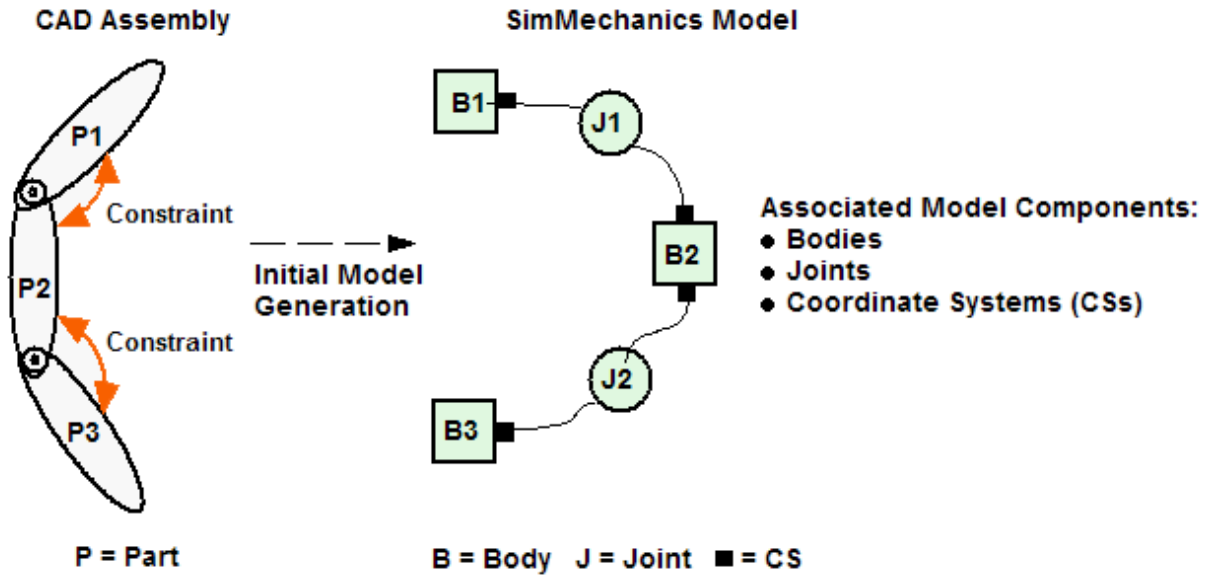 CAD Assembly
SimMechanics Model
P1
Constraint
P2
Constraint
P3
Initial Model
Generation
B1
J1
B2
J2
B3
Associated Model Components:
● Bodies
● Joints
● Coordinate Systems (CSs)
P = Part
B = Body J = Joint ■ = CS